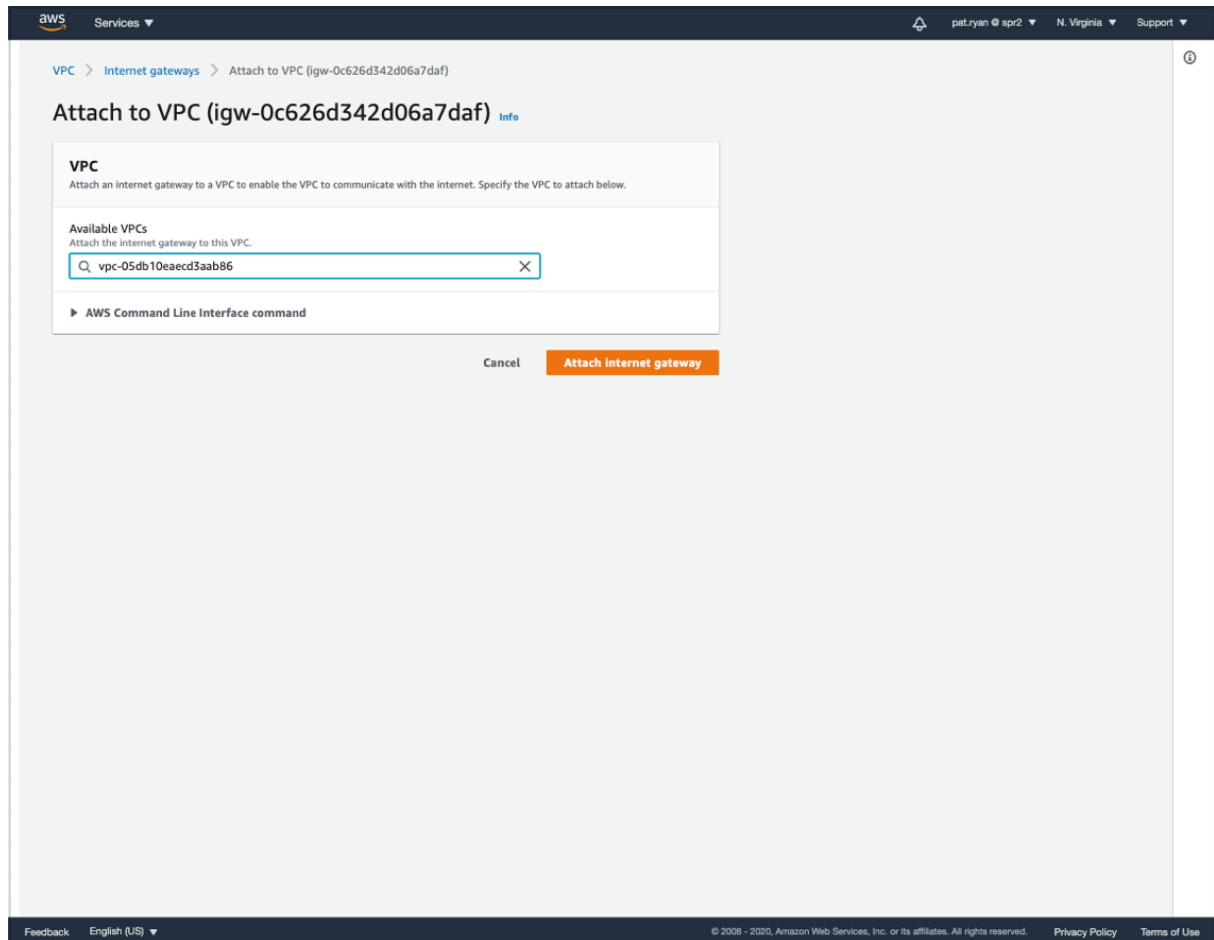 aws Services ▼ pat.ryan @ spr2 ▼ N. Virginia ▼ Support ▼
VPC > Internet gateways > Attach to VPC (igw-0c626d342d06a7daf)
Attach to VPC (igw-0c626d342d06a7daf) Info
VPC
Attach an internet gateway to a VPC to enable the VPC to communicate with the internet. Specify the VPC to attach below.
Available VPCs
Attach the internet gateway to this VPC.
vpc-05db10eaecd3aab86
▶ AWS Command Line Interface command
Cancel Attach internet gateway
Feedback English (US) ▼ © 2008 - 2020, Amazon Web Services, Inc. or its affiliates. All rights reserved. Privacy Policy Terms of Use